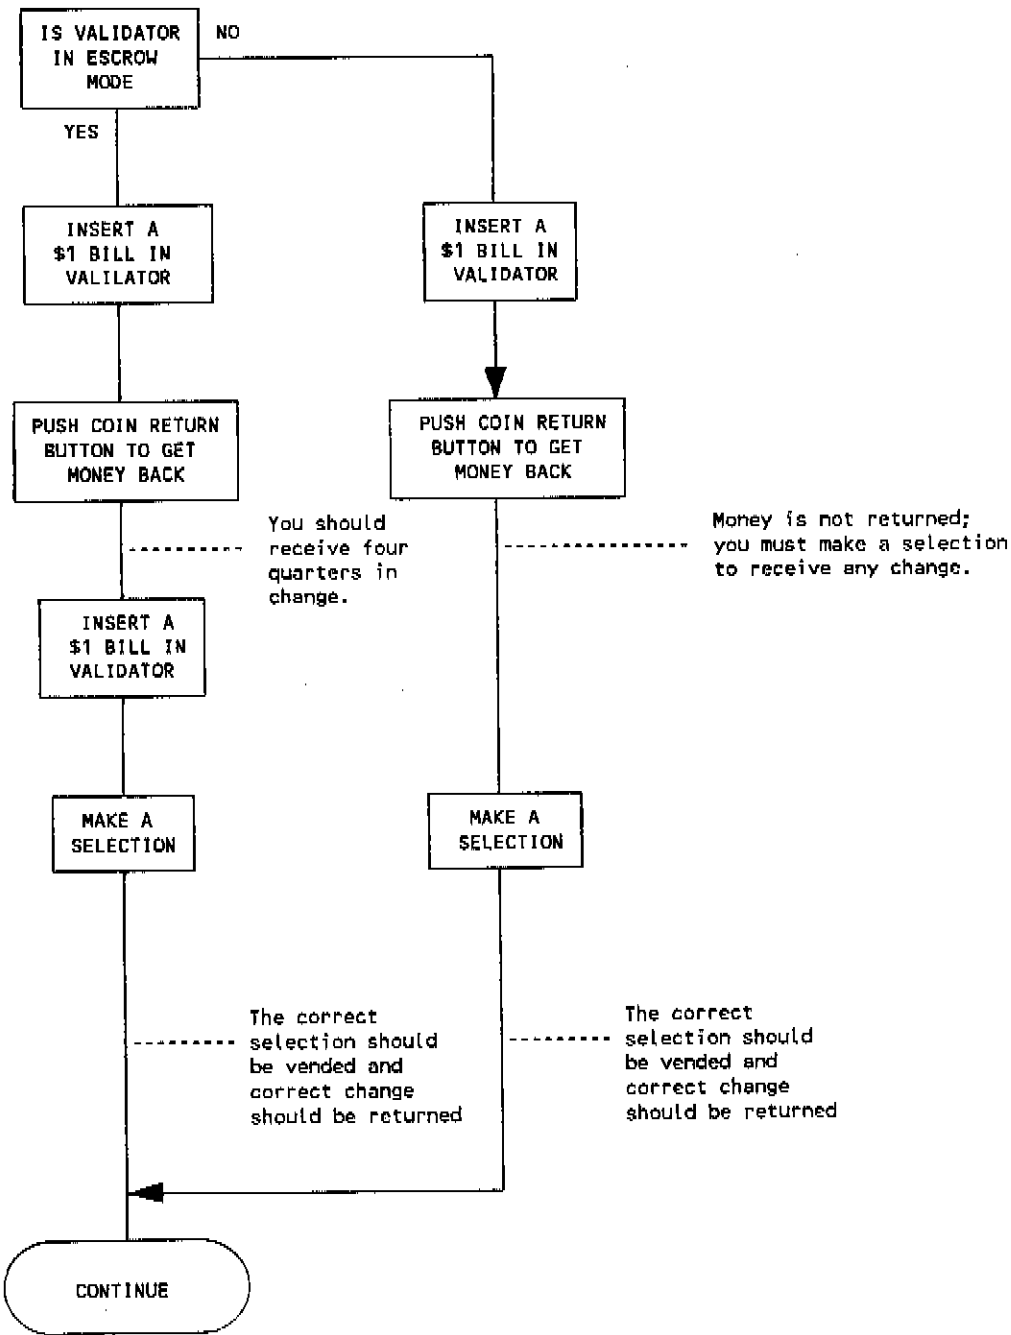 IS VALIDATOR
IN ESCROW
MODE
NO
YES
INSERT A
$1 BILL IN
VALILATOR
INSERT A
$1 BILL IN
VALIDATOR
PUSH COIN RETURN
BUTTON TO GET
MONEY BACK
PUSH COIN RETURN
BUTTON TO GET
MONEY BACK
You should
receive four
quarters in
change.
Money is not returned;
you must make a selection
to receive any change.
INSERT A
$1 BILL IN
VALIDATOR
MAKE A
SELECTION
MAKE A
SELECTION
The correct
selection should
be vended and
correct change
should be returned
The correct
selection should
be vended and
correct change
should be returned
CONTINUE